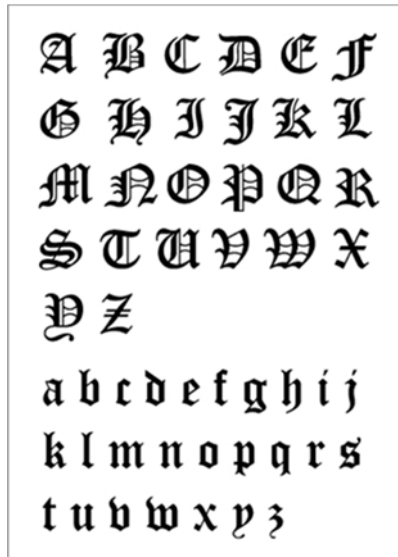 A B C D E F
G H I J K L
M N O P Q R
S T U V W X
Y Z
a b c d e f g h i j
k l m n o p q r s
t u v w x y z